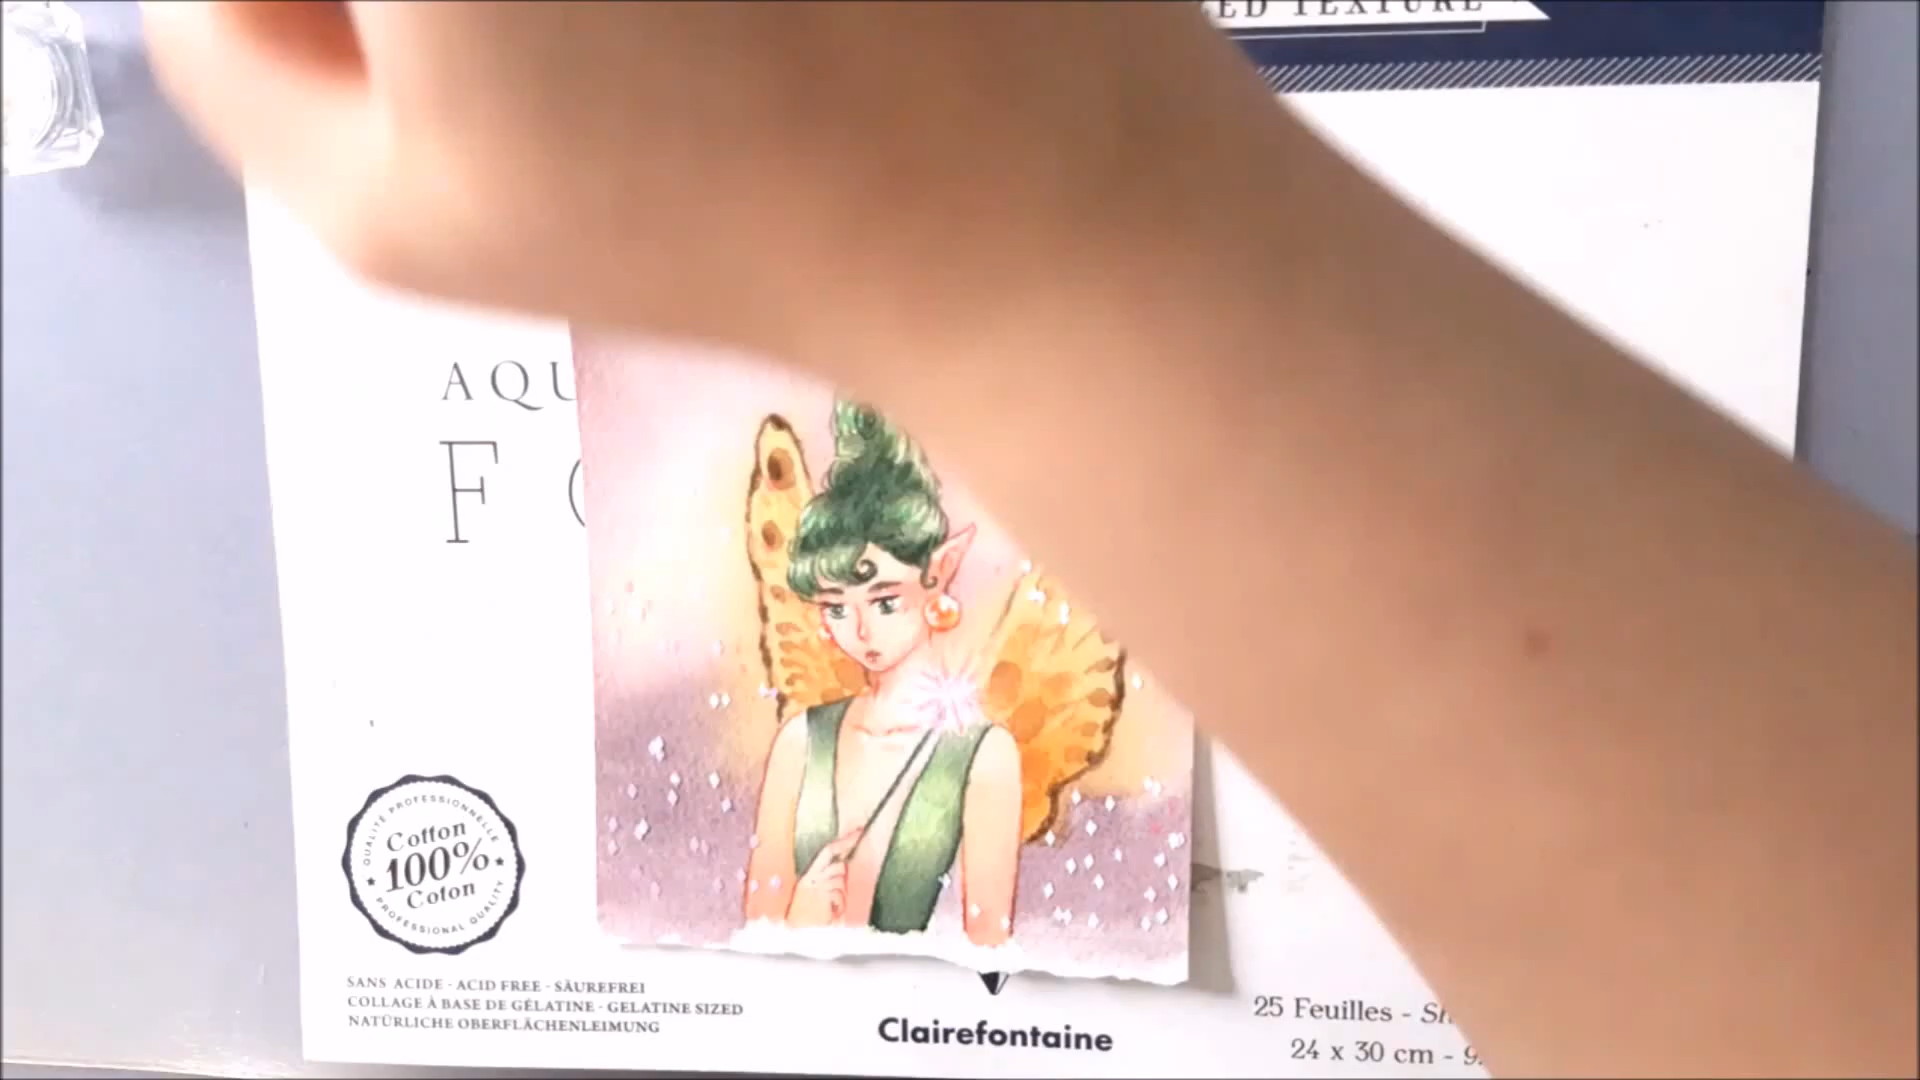 ED TEXTURE
AQU
F
QUALITÉ PROFESSIONNELLE
Cotton
100%
Coton
PROFESSIONAL QUALITY
SANS ACIDE - ACID FREE - SÄUREFREI
COLLAGE À BASE DE GÉLATINE - GELATINE SIZED
NATÜRLICHE OBERFLÄCHENLEIMUNG
Clairefontaine
25 Feuilles - Sh
24 x 30 cm - 9.